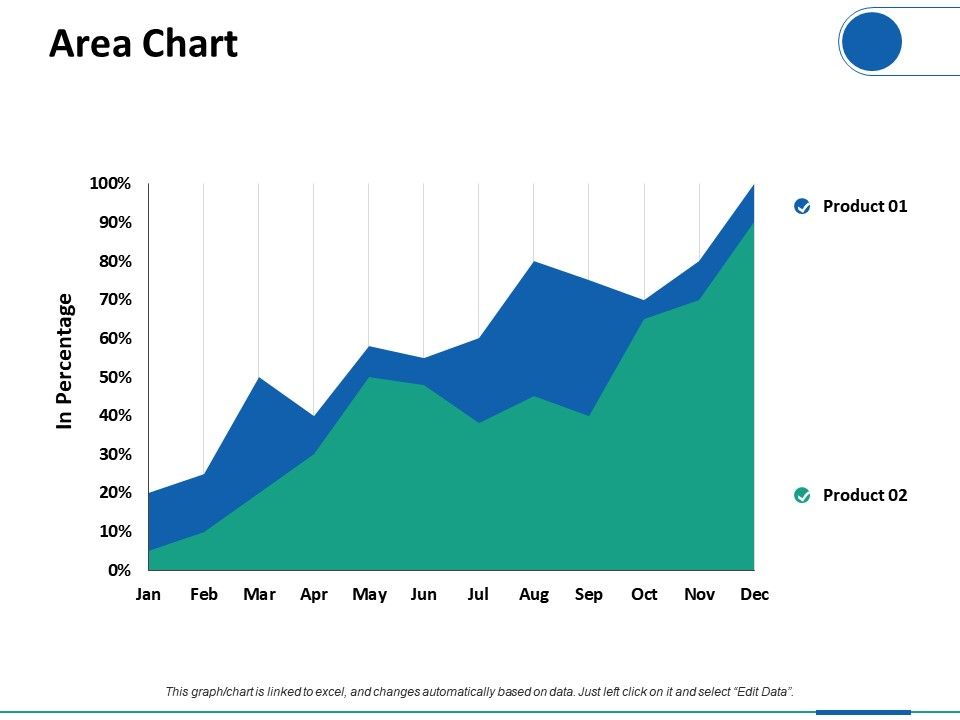 Area Chart
In Percentage
100%
90%
80%
70%
60%
50%
40%
30%
20%
10%
0%
Jan Feb Mar Apr May Jun Jul Aug Sep Oct Nov Dec
Product 01
Product 02
This graph/chart is linked to excel, and changes automatically based on data. Just left click on it and select “Edit Data”.